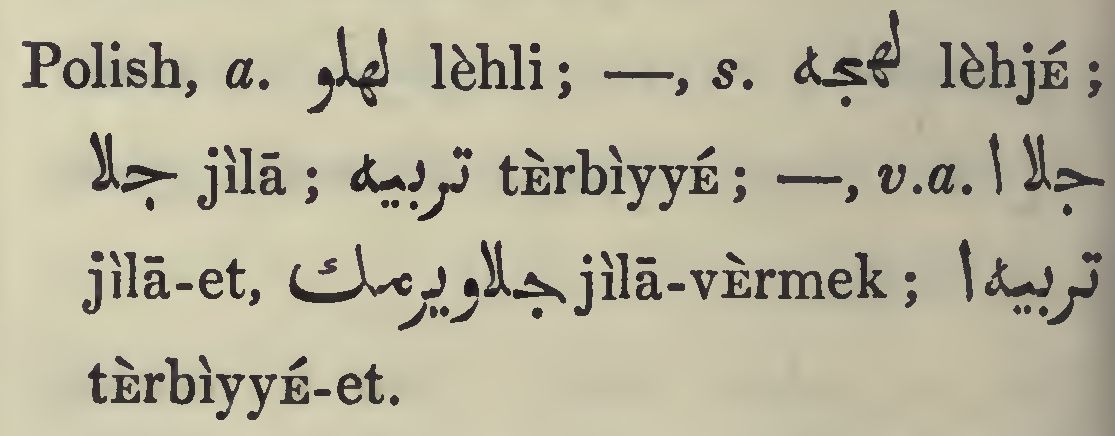 Polish, a. لهلو lèhli; —, s. لهجه lèhjÉ;
جلا jìlā; تربيه tÈrbìyyÉ; —, v.a. جلا ا
jìlā-et, جلاويرمك jìlā-vÈrmek; تربيه ا
tÈrbìyyÉ-et.